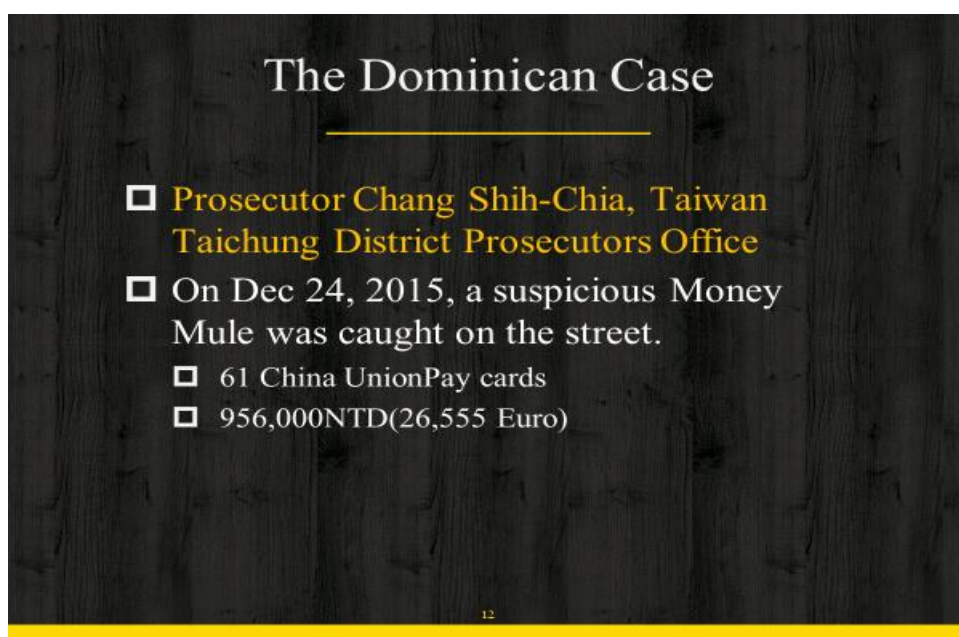 The Dominican Case
Prosecutor Chang Shih-Chia, Taiwan
Taichung District Prosecutors Office
On Dec 24, 2015, a suspicious Money
Mule was caught on the street.
61 China UnionPay cards
956,000NTD(26,555 Euro)
12